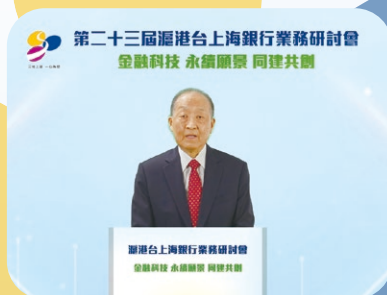 第二十三屆滬港台上海銀行業務研討會
金融科技 永續願景 同建共創
滬港台上海銀行業務研討會
金融科技 永續願景 同建共創